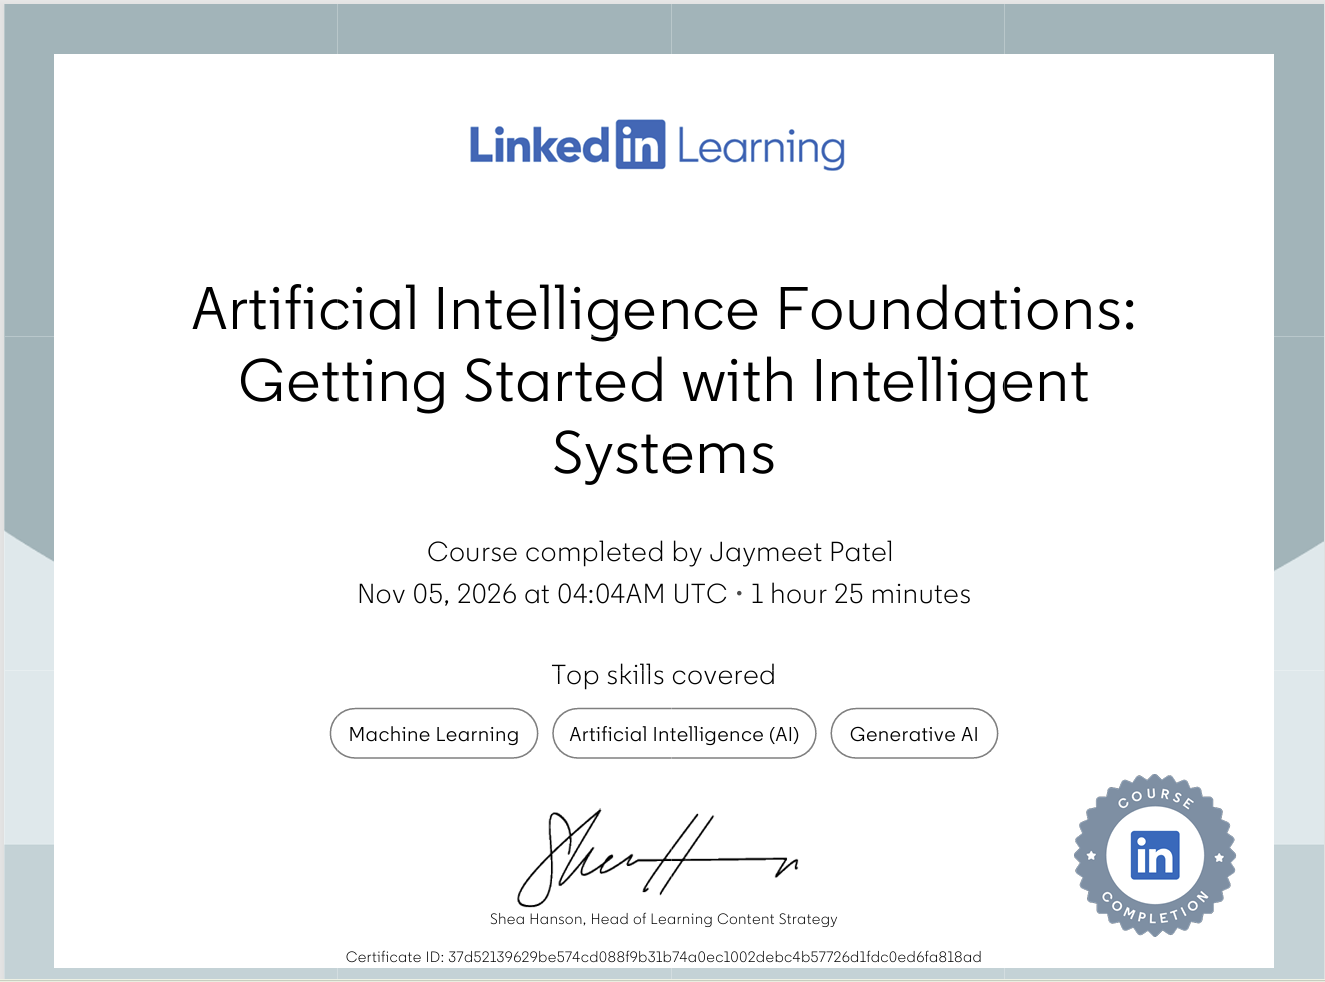 Linkedin Learning
Artificial Intelligence Foundations:
Getting Started with Intelligent
Systems
Course completed by Jaymeet Patel
Nov 05, 2026 at 04:04AM UTC • 1 hour 25 minutes
Top skills covered
Machine Learning
Artificial Intelligence (AI)
Generative AI
Shea Hanson, Head of Learning Content Strategy
COURSE
in
COMPLETION
Certificate ID: 37d52139629be574cd088f9b31b74a0ec1002debc4b57726d1fdc0ed6fa818ad